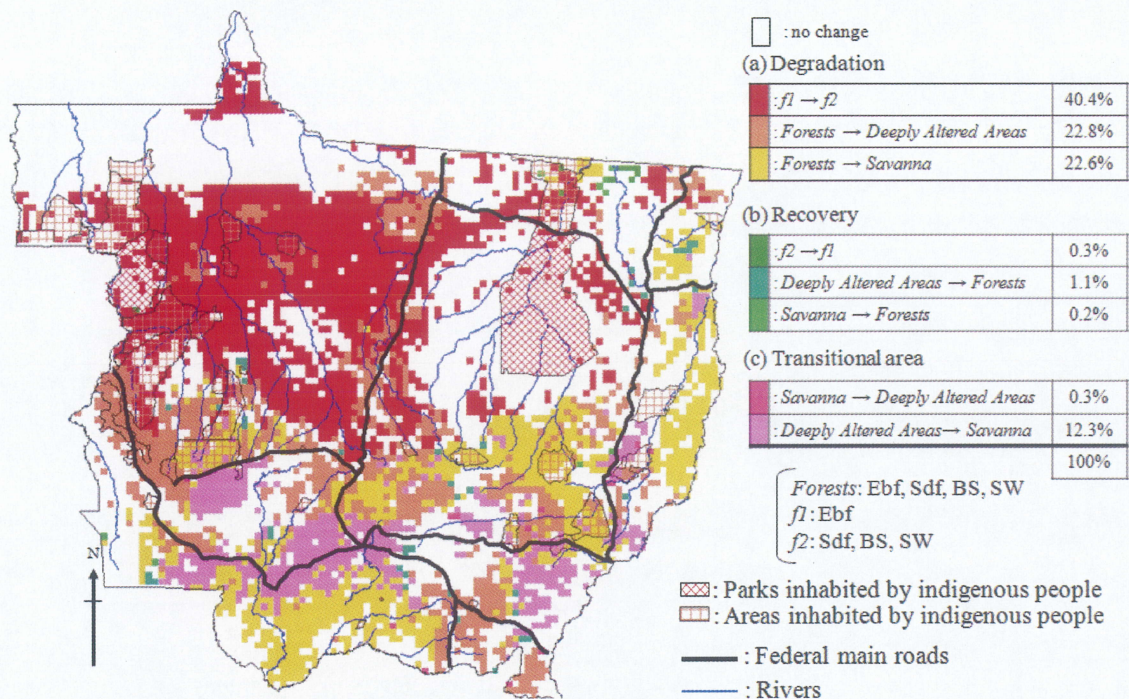 : no change
(a) Degradation
: f1 → f2 40.4%
: Forests → Deeply Altered Areas 22.8%
: Forests → Savanna 22.6%
(b) Recovery
: f2 → f1 0.3%
: Deeply Altered Areas → Forests 1.1%
: Savanna → Forests 0.2%
(c) Transitional area
: Savanna → Deeply Altered Areas 0.3%
: Deeply Altered Areas → Savanna 12.3%
100%
Forests: Ebf, Sdf, BS, SW
f1: Ebf
f2: Sdf, BS, SW
N
: Parks inhabited by indigenous people
: Areas inhabited by indigenous people
: Federal main roads
: Rivers